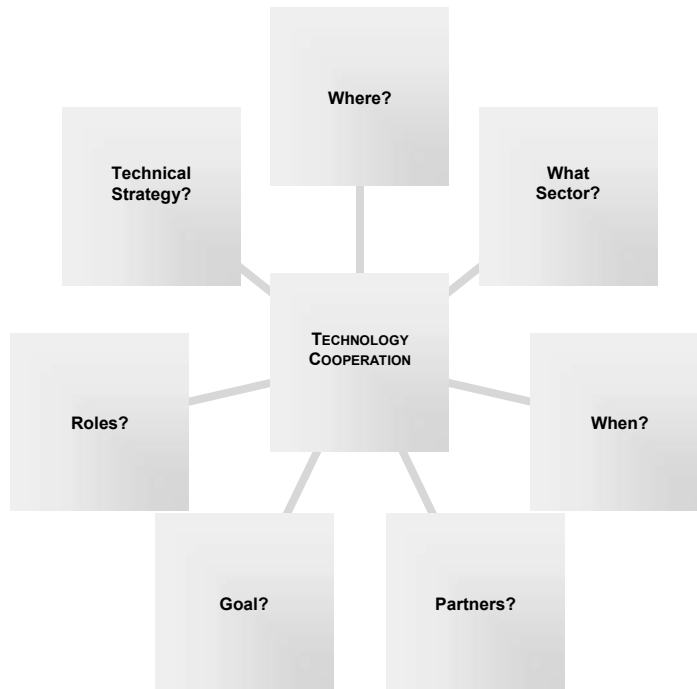 Where?
Technical
Strategy?
What
Sector?
TECHNOLOGY
COOPERATION
Roles?
When?
Goal?
Partners?